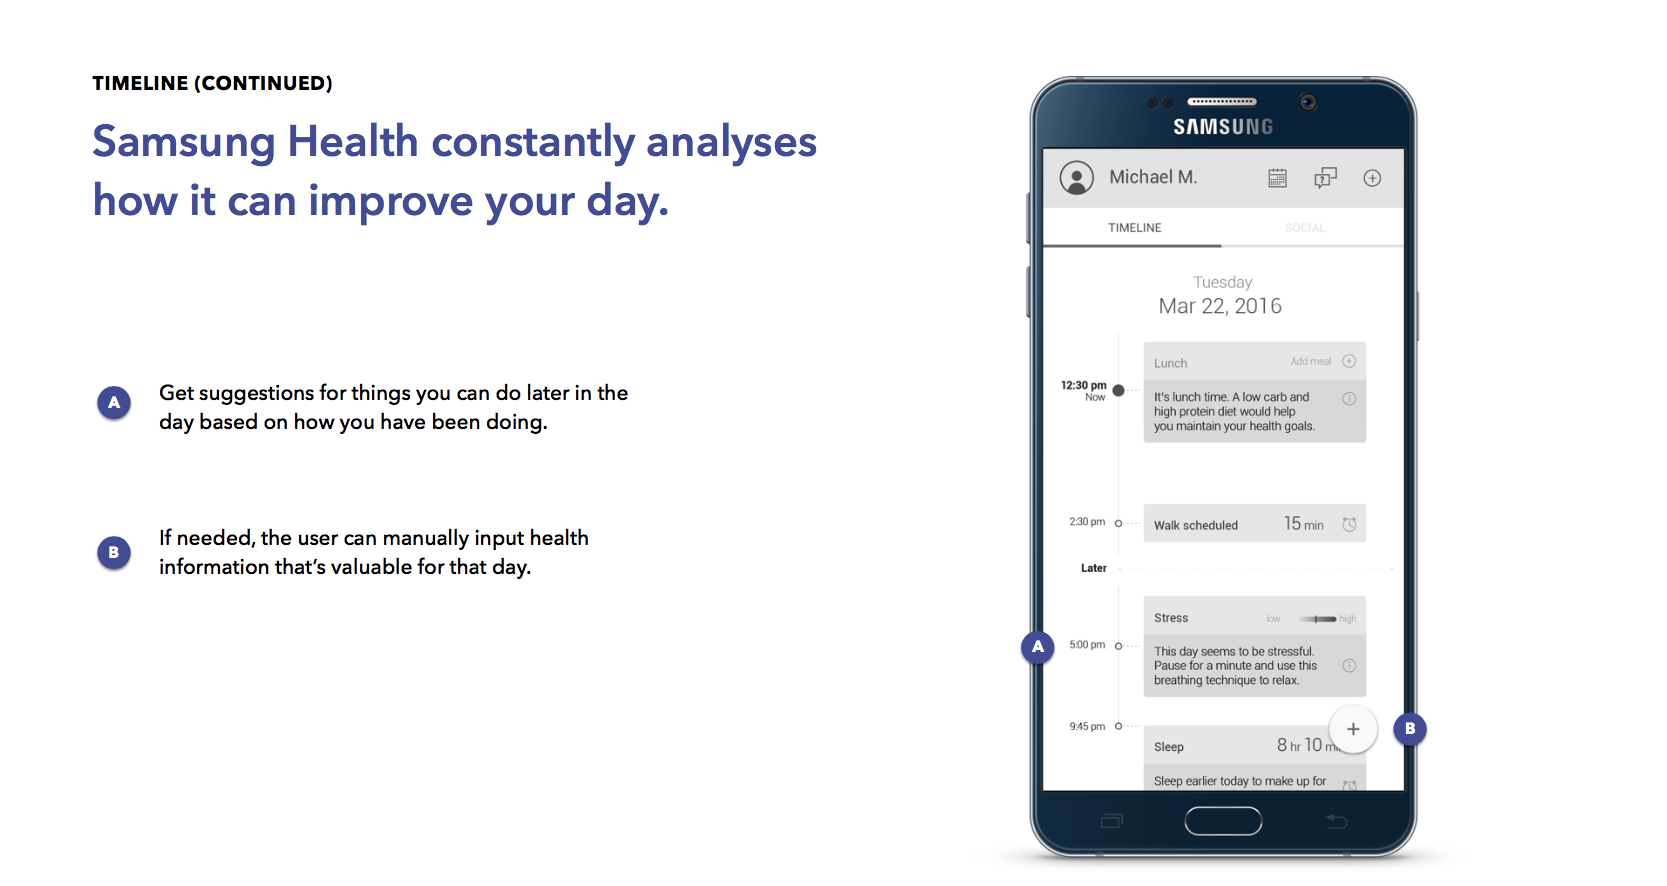 TIMELINE (CONTINUED)
Samsung Health constantly analyses
how it can improve your day.
A
Get suggestions for things you can do later in the
day based on how you have been doing.
B
If needed, the user can manually input health
information that’s valuable for that day.
SAMSUNG
Michael M.
TIMELINE
SOCIAL
Tuesday
Mar 22, 2016
Lunch Add meal
12:30 pm
Now
It's lunch time. A low carb and
high protein diet would help
you maintain your health goals.
2:30 pm
Walk scheduled 15 min
Later
Stress low high
A
5:00 pm
This day seems to be stressful.
Pause for a minute and use this
breathing technique to relax.
9:45 pm
+
B
Sleep 8 hr 10 mi
Sleep earlier today to make up for